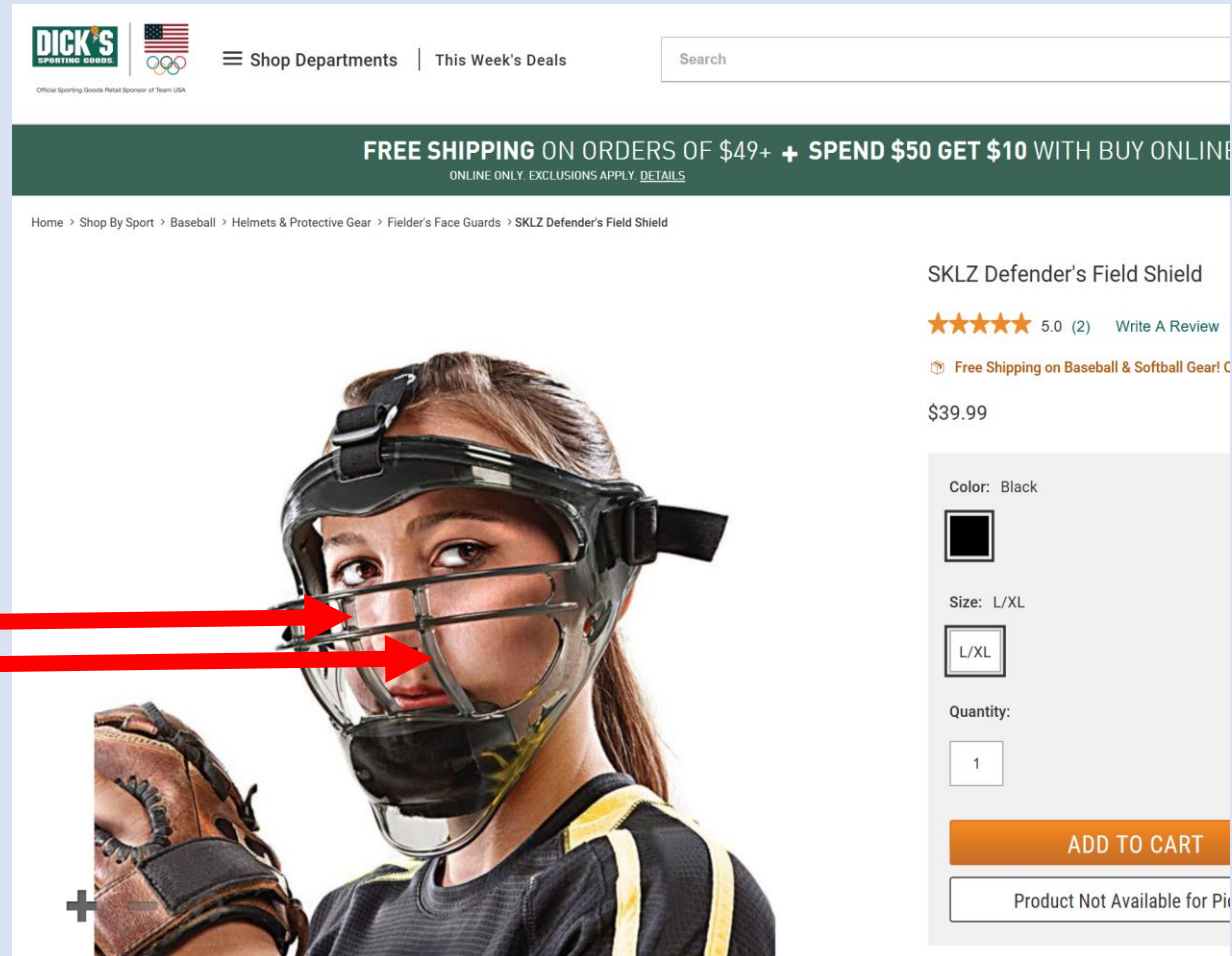 DICK'S
SPORTING GOODS
Official Sporting Goods Retail Sponsor of Team USA
Shop Departments
This Week's Deals
Search
FREE SHIPPING ON ORDERS OF $49+ + SPEND $50 GET $10 WITH BUY ONLINE
ONLINE ONLY. EXCLUSIONS APPLY. DETAILS
Home > Shop By Sport > Baseball > Helmets & Protective Gear > Fielder's Face Guards > SKLZ Defender's Field Shield
SKLZ Defender's Field Shield
5.0 (2) Write A Review
Free Shipping on Baseball & Softball Gear!
$39.99
Color: Black
Size: L/XL
L/XL
Quantity:
1
ADD TO CART
Product Not Available for